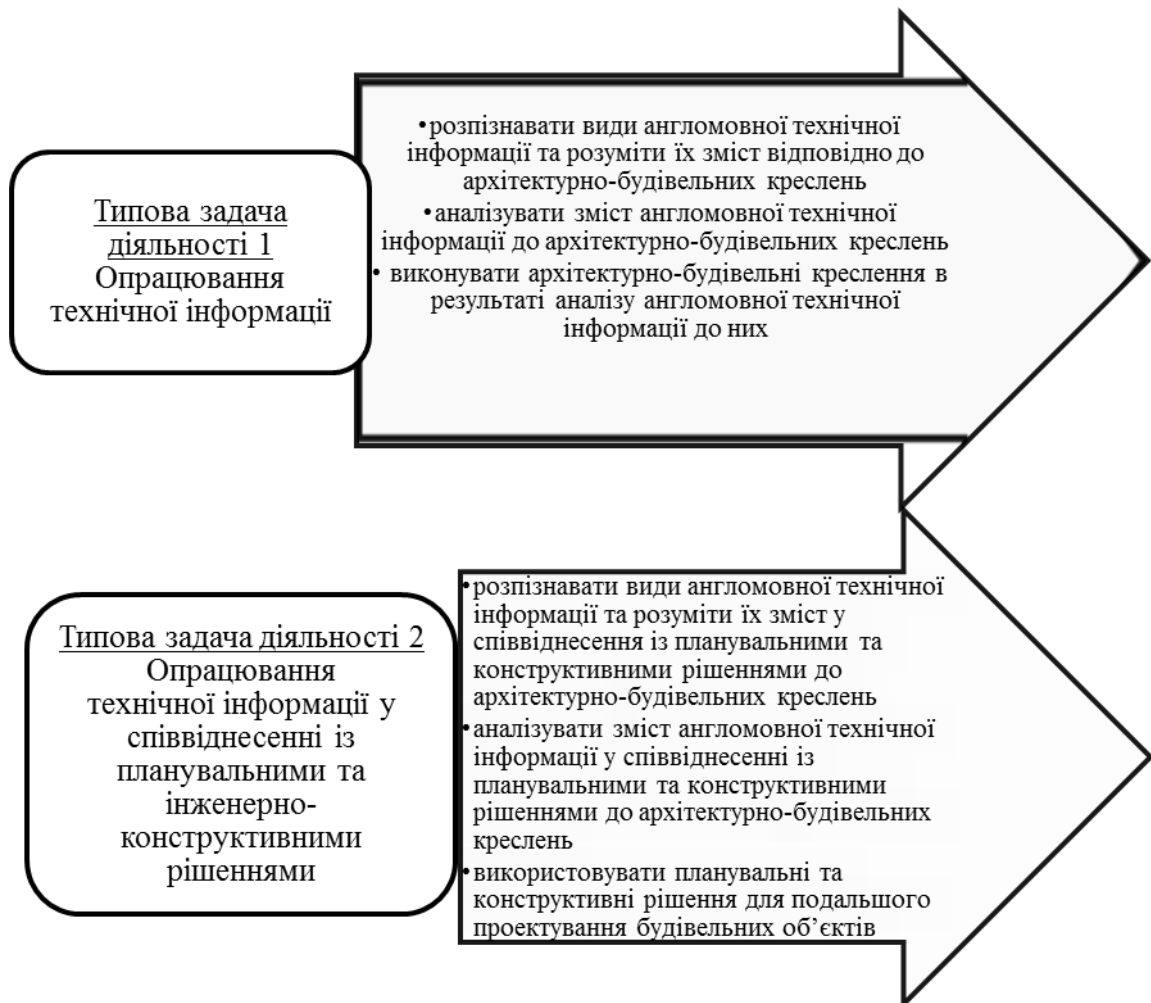 Типова задача
діяльності 1
Опрацювання
технічної інформації
•розпізнавати види англомовної технічної
інформації та розуміти їх зміст відповідно до
архітектурно-будівельних креслень
•аналізувати зміст англомовної технічної
інформації до архітектурно-будівельних креслень
• виконувати архітектурно-будівельні креслення в
результаті аналізу англомовної технічної
інформації до них
Типова задача діяльності 2
Опрацювання
технічної інформації у
співвіднесенні із
планувальними та
інженерно-
конструктивними
рішеннями
•розпізнавати види англомовної технічної
інформації та розуміти їх зміст у
співвіднесення із планувальними та
конструктивними рішеннями до
архітектурно-будівельних креслень
•аналізувати зміст англомовної технічної
інформації у співвіднесенні із
планувальними та конструктивними
рішеннями до архітектурно-будівельних
креслень
•використовувати планувальні та
конструктивні рішення для подальшого
проектування будівельних об’єктів